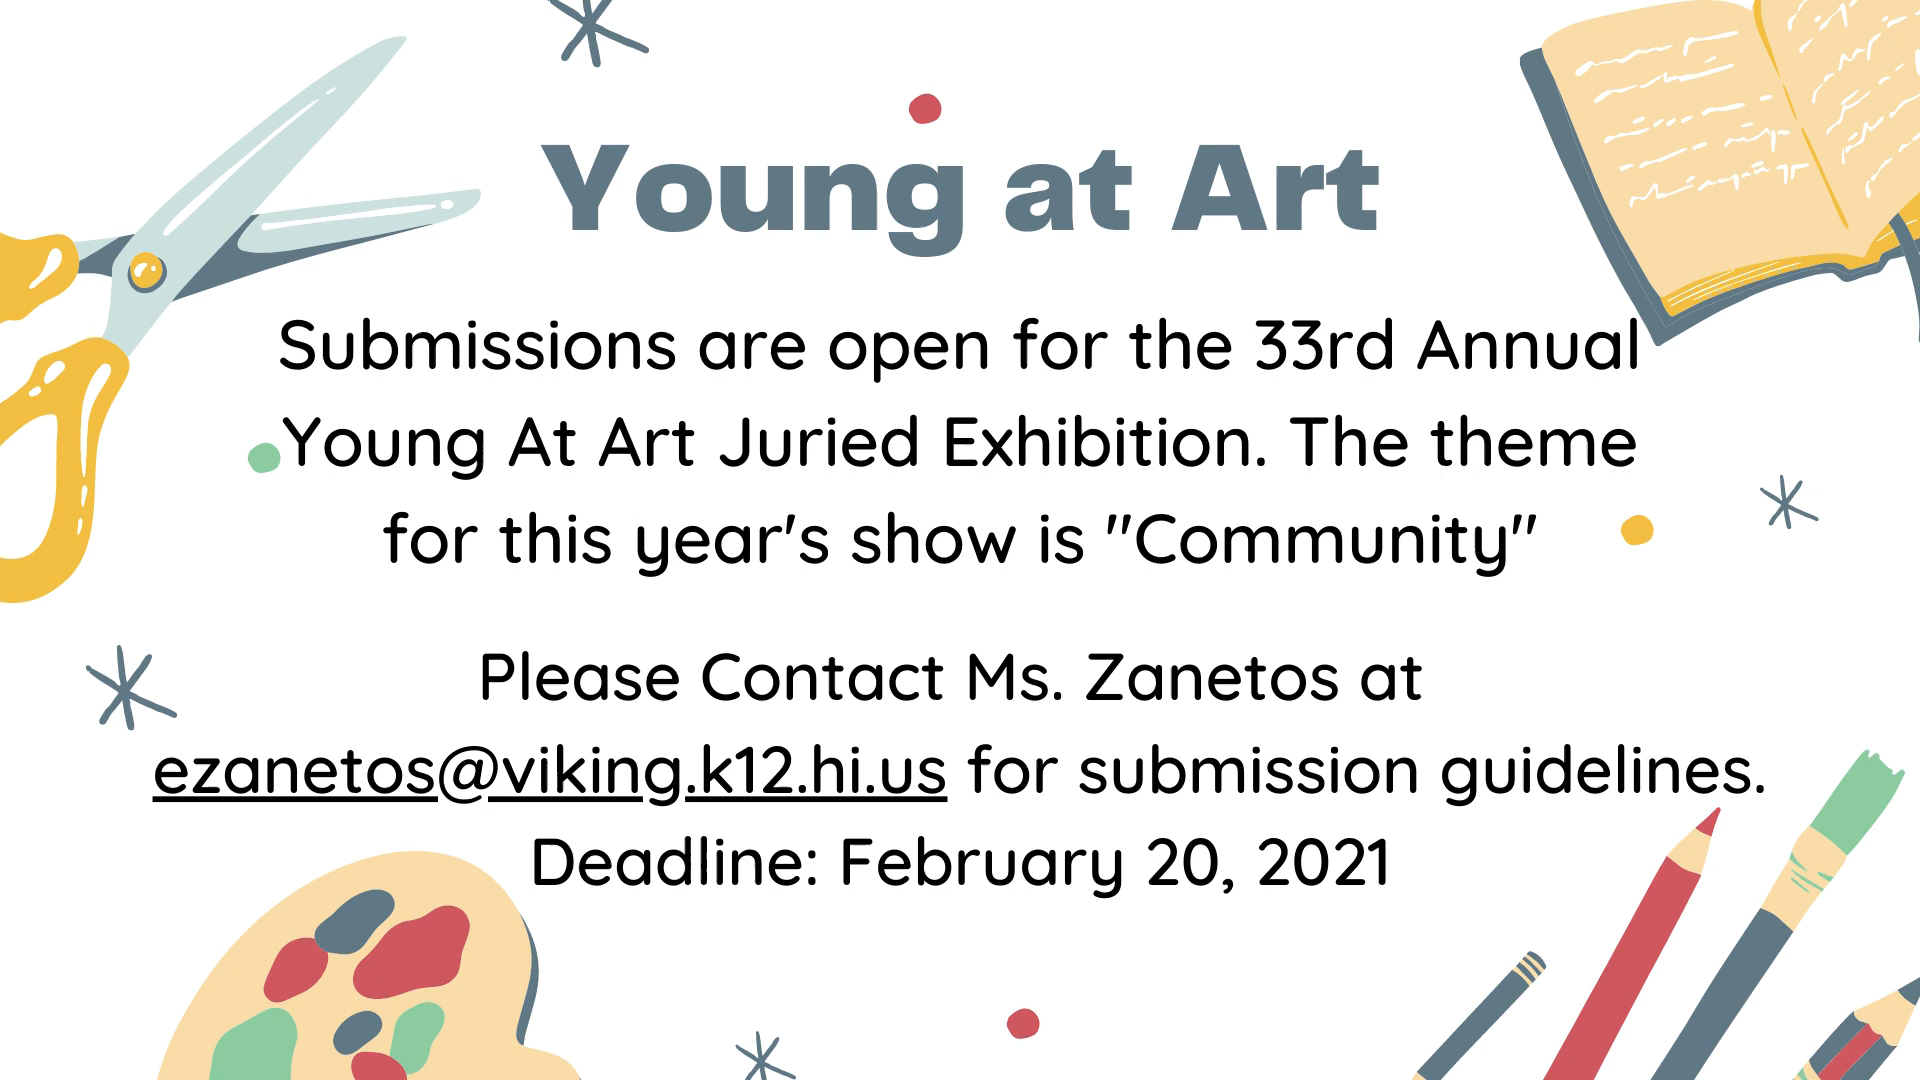 Young at Art
Submissions are open for the 33rd Annual
Young At Art Juried Exhibition. The theme
for this year's show is "Community"
Please Contact Ms. Zanetos at
ezanetos@viking.k12.hi.us for submission guidelines.
Deadline: February 20, 2021